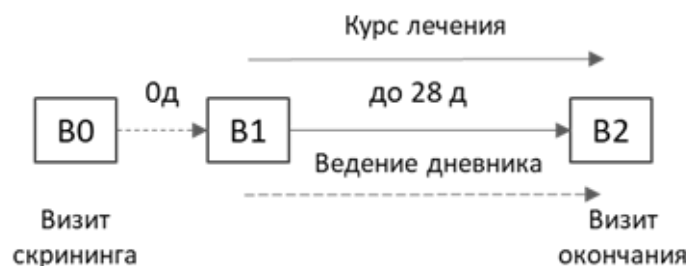 Курс лечения
0д
до 28 д
В0
В1
В2
Ведение дневника
Визит
скрининга
Визит
окончания